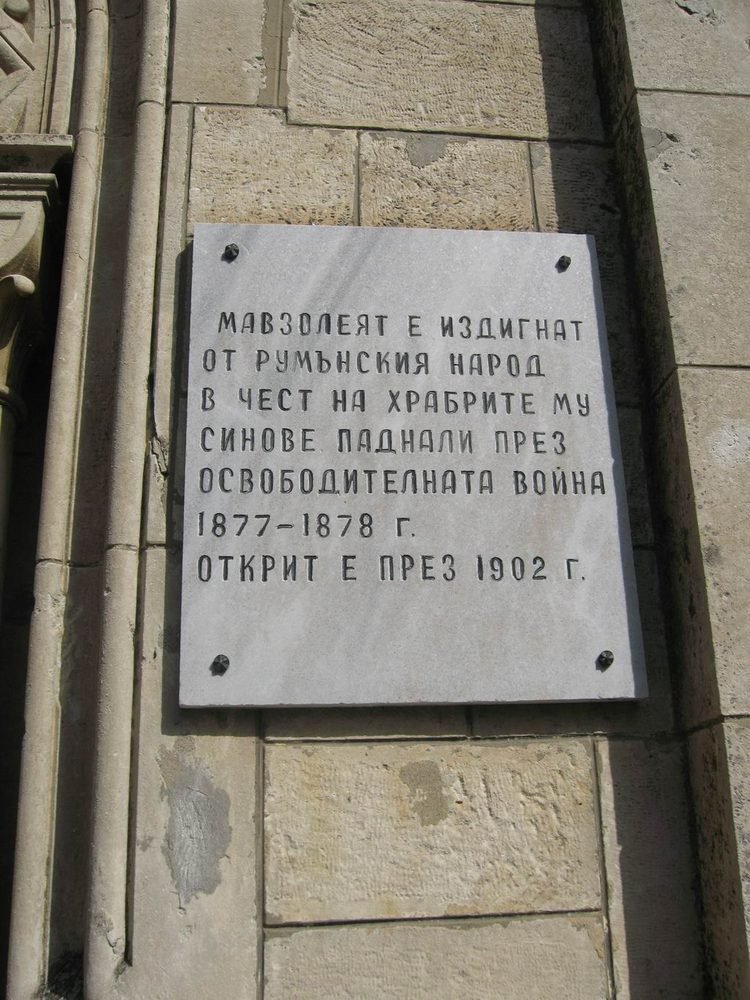 МАВЗОЛЕЯТ Е ИЗДИГНАТ
ОТ РУМЪНСКИЯ НАРОД
В ЧЕСТ НА ХРАБРИТЕ МУ
СИНОВЕ ПАДНАЛИ ПРЕЗ
ОСВОБОДИТЕЛНАТА ВОЙНА
1877-1878 г.
ОТКРИТ Е ПРЕЗ 1902 г.